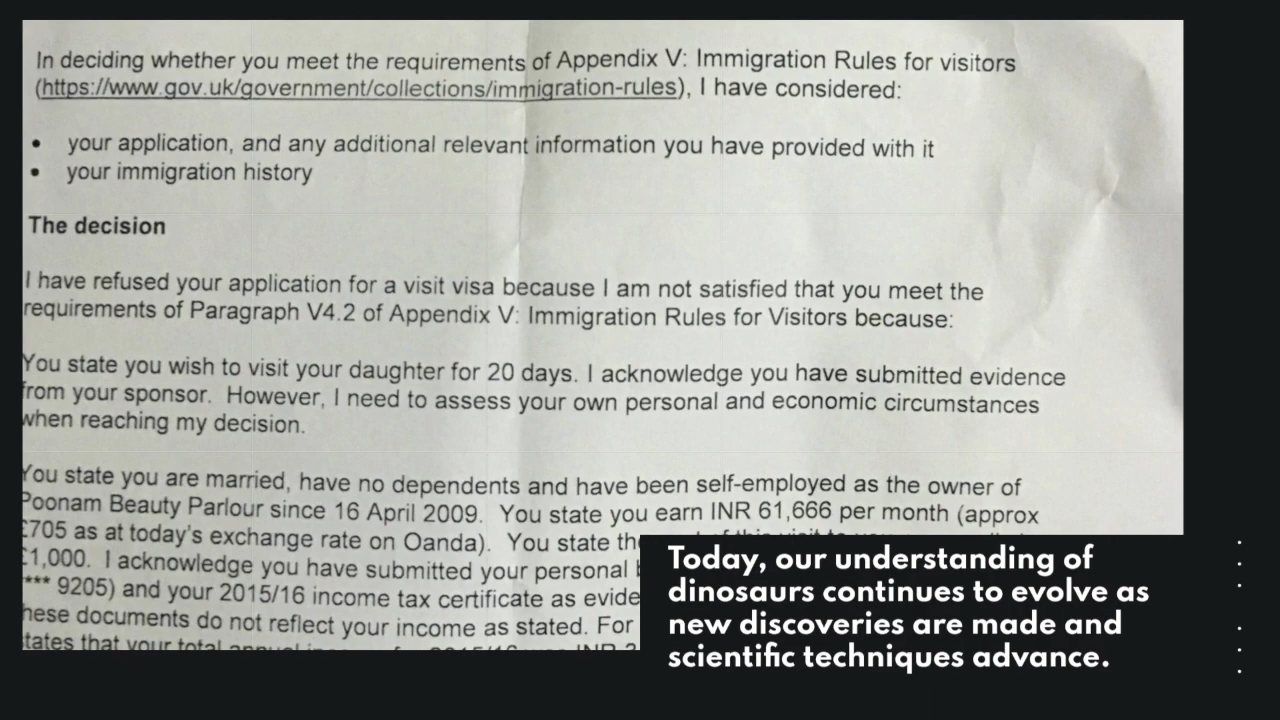 In deciding whether you meet the requirements of Appendix V: Immigration Rules for visitors
(https://www.gov.uk/government/collections/immigration-rules), I have considered:
• your application, and any additional relevant information you have provided with it
• your immigration history
The decision
I have refused your application for a visit visa because I am not satisfied that you meet the
requirements of Paragraph V4.2 of Appendix V: Immigration Rules for Visitors because:
You state you wish to visit your daughter for 20 days. I acknowledge you have submitted evidence
from your sponsor. However, I need to assess your own personal and economic circumstances
when reaching my decision.
You state you are married, have no dependents and have been self-employed as the owner of
Poonam Beauty Parlour since 16 April 2009. You state you earn INR 61,666 per month (approx
£705 as at today's exchange rate on Oanda). You state
£1,000. I acknowledge you have submitted your personal
*** 9205) and your 2015/16 income tax certificate as
these documents do not reflect your income as stated. For
states that your total annual
Today, our understanding of
dinosaurs continues to evolve as
new discoveries are made and
scientific techniques advance.